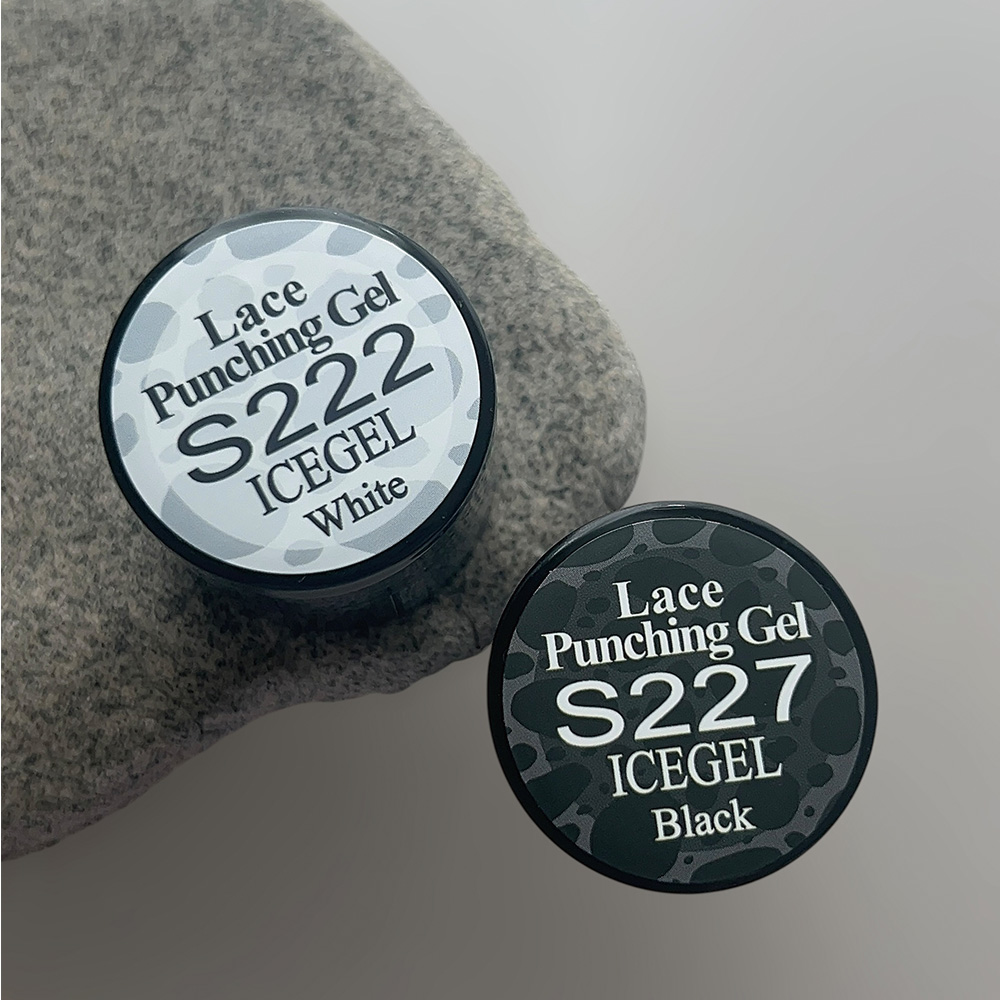 Lace
Punching Gel
S222
ICEGEL
White
Lace
Punching Gel
S227
ICEGEL
Black